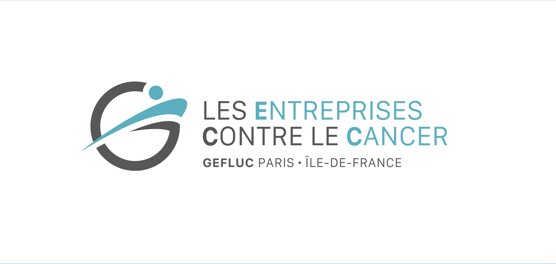 LES ENTREPRISES
CONTRE LE CANCER
GEFLUC PARIS • ÎLE-DE-FRANCE